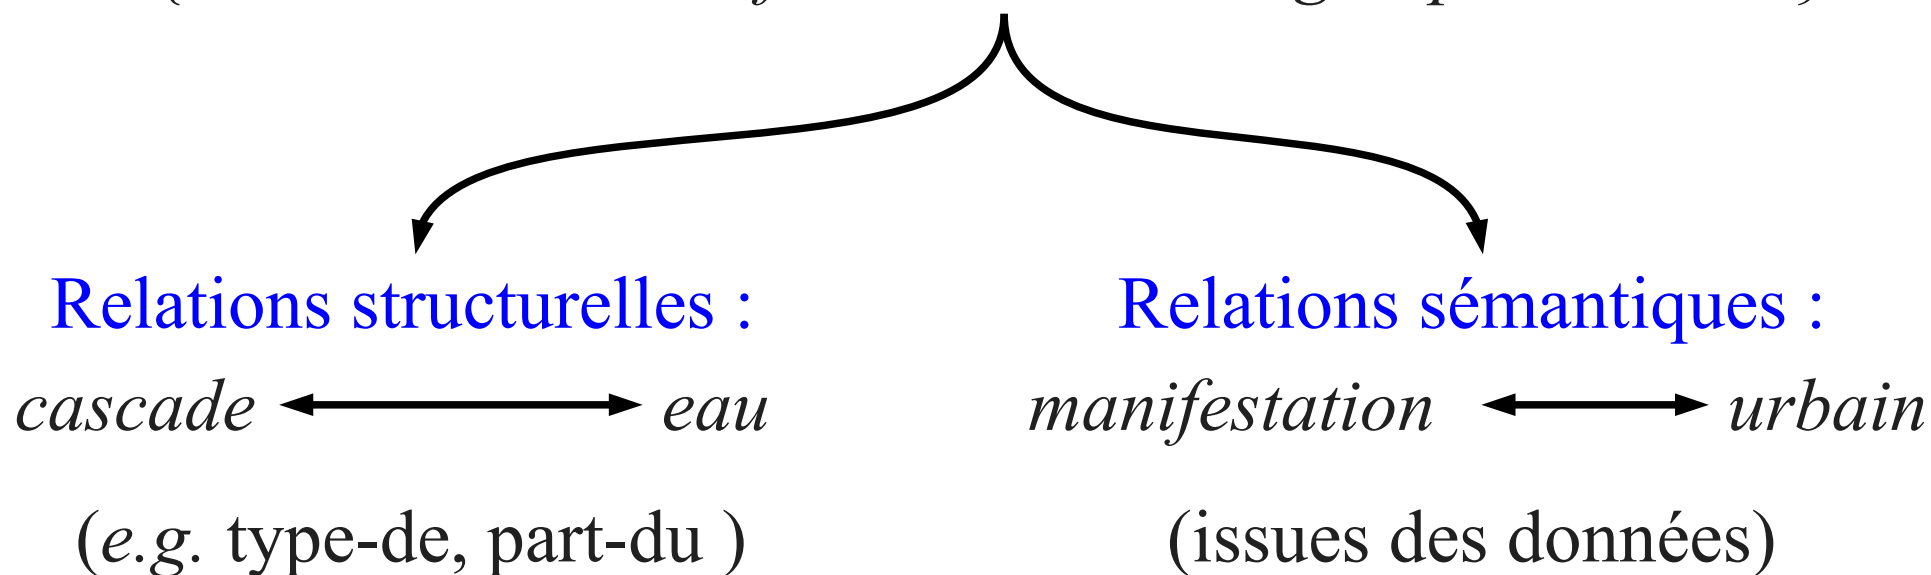 Relations structurelles :
Relations sémantiques :
cascade eau
manifestation urbain
(e.g. type-de, part-du )
(issues des données)